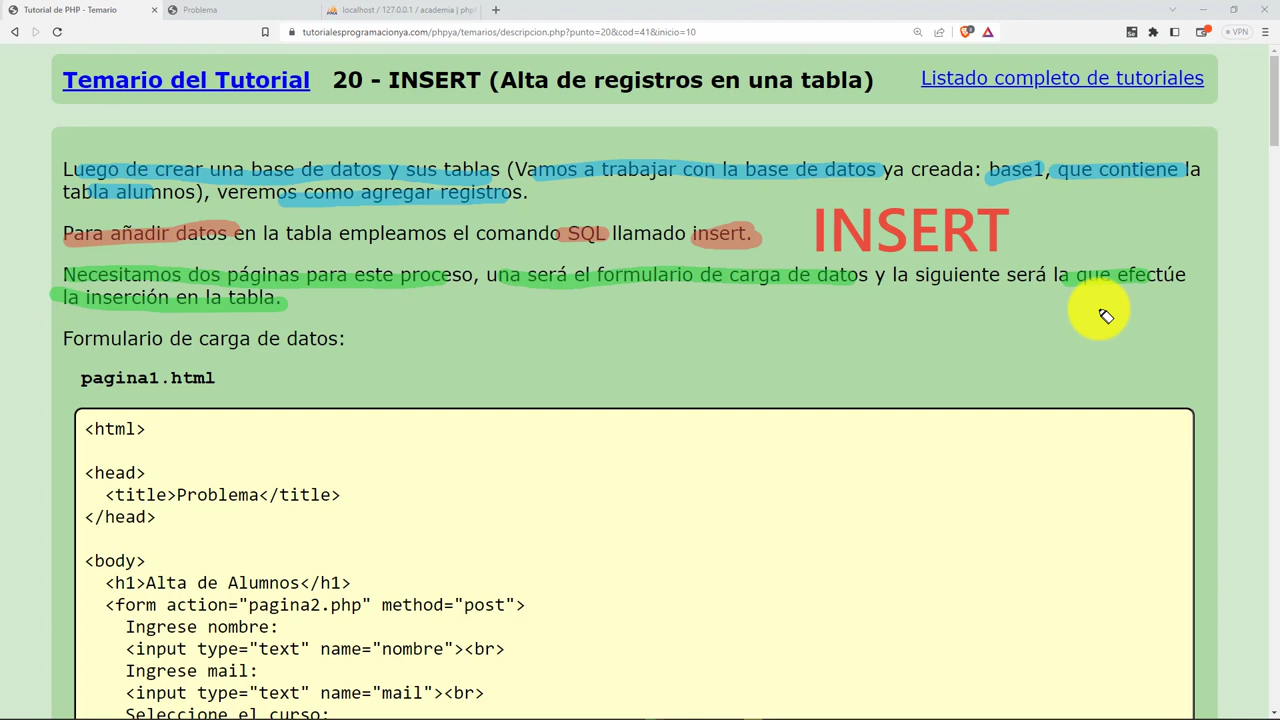 Tutorial de PHP - Temario
Problema
localhost / 127.0.0.1 / academia | php
tutorialesprogramacionya.com/phpya/temarios/descripcion.php?punto=20&cod=41&inicio=10
VPN
Temario del Tutorial 20 - INSERT (Alta de registros en una tabla) Listado completo de tutoriales
Luego de crear una base de datos y sus tablas (Vamos a trabajar con la base de datos ya creada: base1, que contiene la
tabla alumnos), veremos como agregar registros.
Para añadir datos en la tabla empleamos el comando SQL llamado insert.
INSERT
Necesitamos dos páginas para este proceso, una será el formulario de carga de datos y la siguiente será la que efectúe
la inserción en la tabla.
Formulario de carga de datos:
pagina1.html
<html>
<head>
<title>Problema</title>
</head>
<body>
<h1>Alta de Alumnos</h1>
<form action="pagina2.php" method="post">
Ingrese nombre:
<input type="text" name="nombre"><br>
Ingrese mail:
<input type="text" name="mail"><br>
Seleccione el curso: